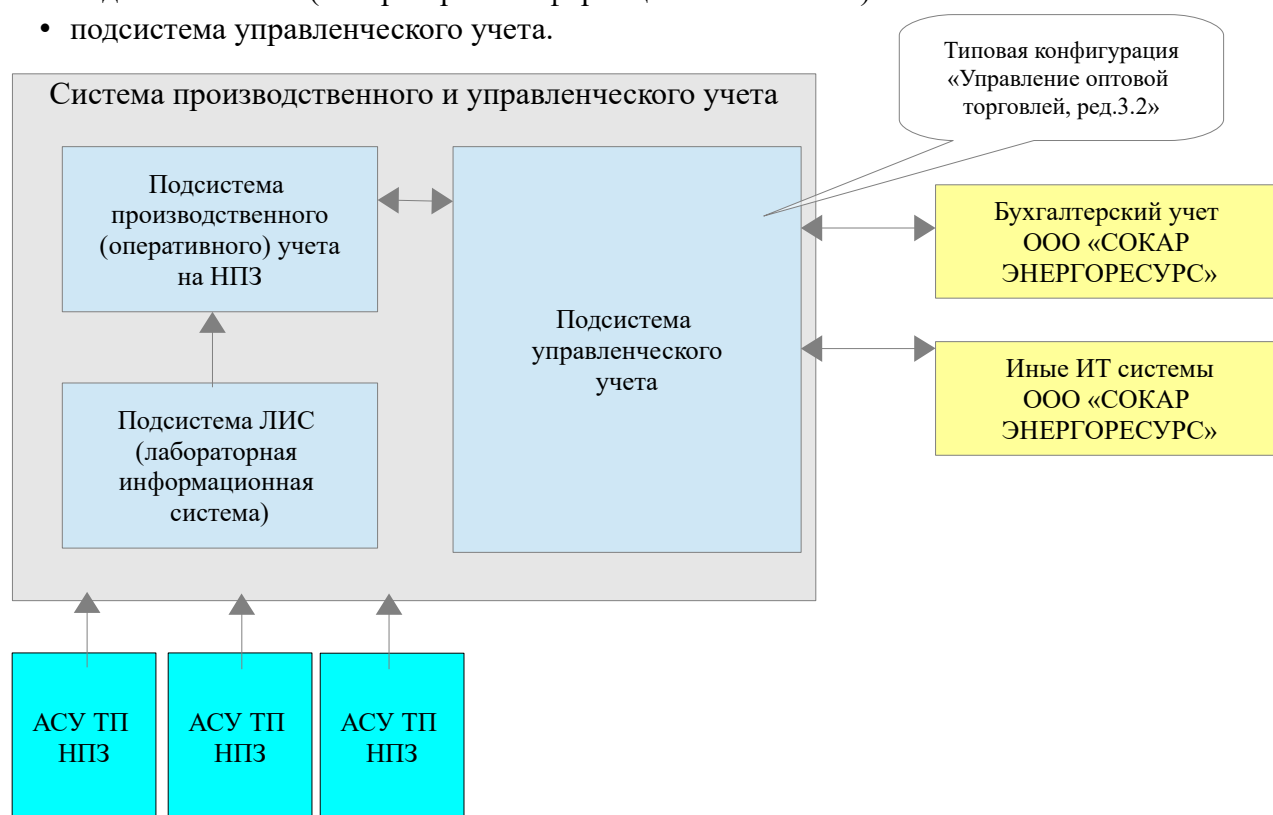 • подсистема управленческого учета.
Типовая конфигурация
«Управление оптовой
торговлей, ред.3.2»
Система производственного и управленческого учета
Подсистема
производственного
(оперативного) учета
на НПЗ
Подсистема
управленческого
учета
Бухгалтерский учет
ООО «СОКАР
ЭНЕРГОРЕСУРС»
Иные ИТ системы
ООО «СОКАР
ЭНЕРГОРЕСУРС»
Подсистема ЛИС
(лабораторная
информационная
система)
АСУ ТП
НПЗ
АСУ ТП
НПЗ
АСУ ТП
НПЗ